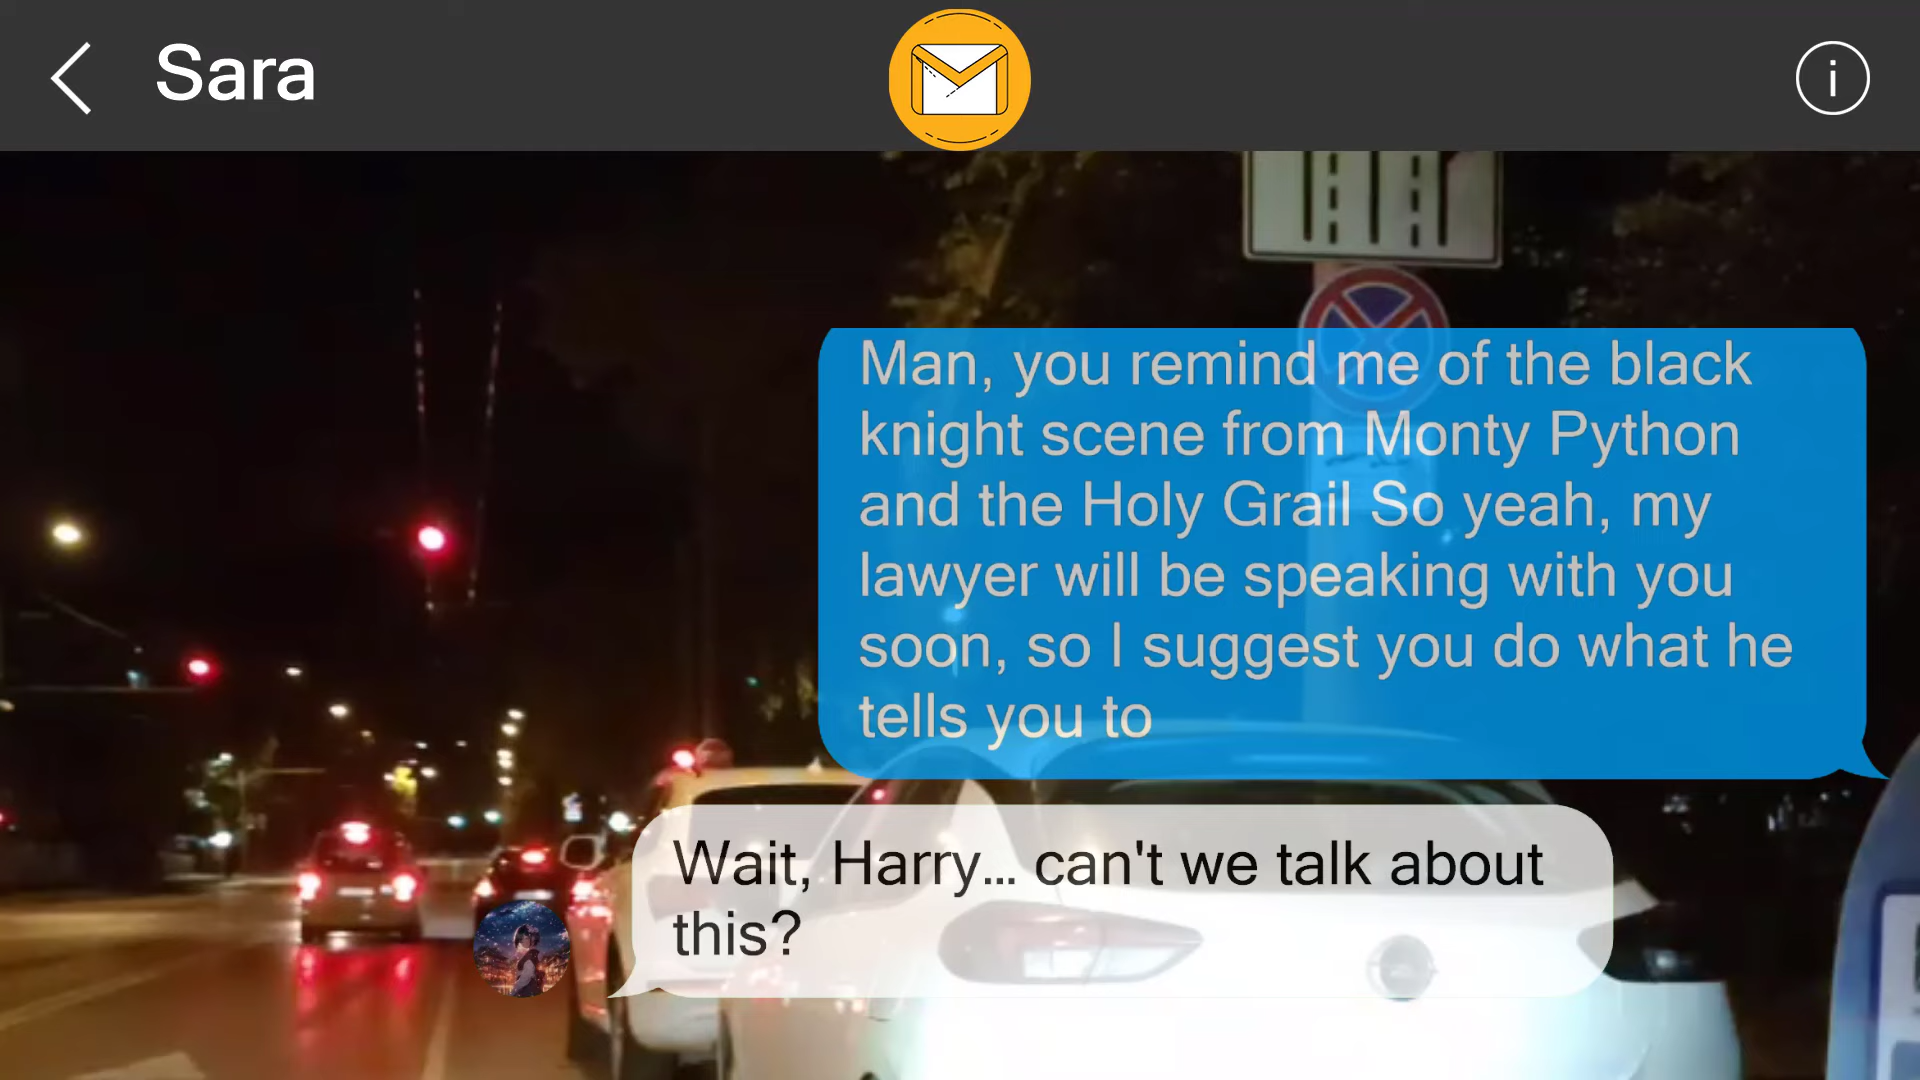 Sara
Man, you remind me of the black
knight scene from Monty Python
and the Holy Grail So yeah, my
lawyer will be speaking with you
soon, so I suggest you do what he
tells you to
Wait, Harry... can't we talk about
this?